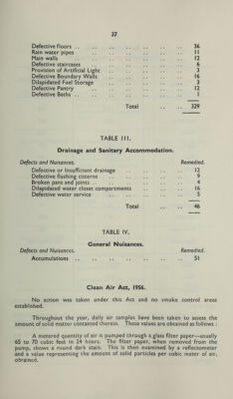 37
Defective floors .. .. .. .. .. .. .. 36
Rain water pipes .. .. .. .. .. .. 11
Main walls .. .. .. .. .. .. 12
Defective staircases .. .. .. .. .. .. 6
Provision of Artificial Light .. .. .. .. .. 3
Defective Boundary Walls .. .. .. .. .. 16
Dilapidated Fuel Storage .. .. .. .. .. 3
Defective Pantry .. .. .. .. .. .. 12
Defective Baths .. .. .. .. .. .. .. 1
Total .. .. 329
TABLE III.
Drainage and Sanitary Accommodation.
Defects and Nuisances. Remedied.
Defective or Insufficient drainage .. .. .. .. 12
Defective flushing cisterns .. .. .. .. .. 9
Broken pans and joints .. .. .. .. .. 4
Dilapidated water closet compartments .. .. .. 16
Defective water service .. .. .. .. .. 5
Total .. .. 46
TABLE IV.
General Nuisances.
Defects and Nuisances. Remedied.
Accumulations .. .. .. .. .. .. .. 51
Clean Air Act, 1956.
No action was taken under this Act and no smoke control areas
established.
Throughout the year, daily air samples have been taken to assess the
amount of solid matter contained therein. These values are obtained as follows :
A metered quantity of air is pumped through a glass filter paper—usually
65 to 70 cubic feet in 24 hours. The filter paper, when removed from the
pump, shows a round dark stain. This is then examined by a reflectometer
and a value representing the amount of solid particles per cubic meter of air,
obtained.